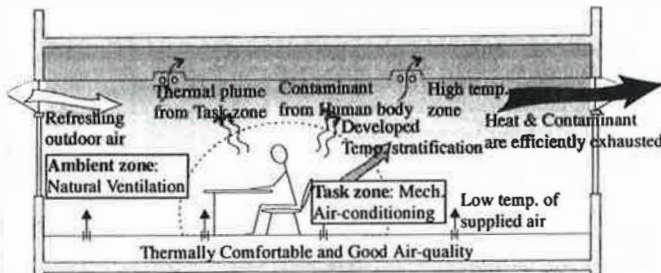 Thermal plume
from Task zone
Contaminant
from Human body
High temp.
zone
Refreshing
outdoor air
Developed
Temp. stratification
Heat & Contaminant
are efficiently exhausted
Ambient zone:
Natural Ventilation
Task zone: Mech.
Air-conditioning
Low temp. of
supplied air
Thermally Comfortable and Good Air-quality